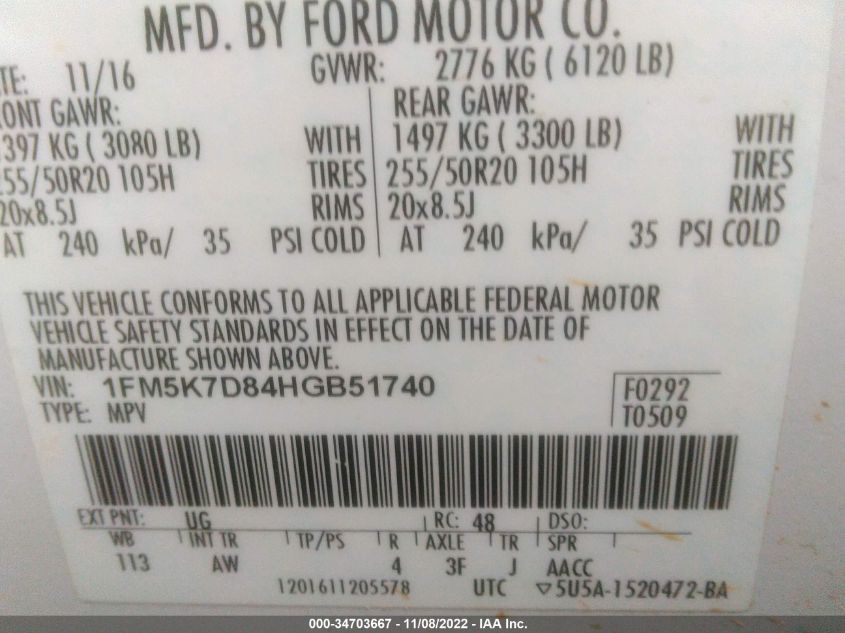 MFD. BY FORD MOTOR CO.
11/16 GVWR: 2776 KG ( 6120 LB)
GAWR: REAR GAWR:
KG ( 3080 LB) WITH 1497 KG ( 3300 LB) WITH
255/50R20 105H TIRES 255/50R20 105H TIRES
20x8.5J RIMS 20x8.5J RIMS
AT 240 kPa/ 35 PSI COLD AT 240 kPa/ 35 PSI COLD
THIS VEHICLE CONFORMS TO ALL APPLICABLE FEDERAL MOTOR
VEHICLE SAFETY STANDARDS IN EFFECT ON THE DATE OF
MANUFACTURE SHOWN ABOVE.
VIN: 1FM5K7D84HGB51740 F0292
TYPE: MPV T0509
EXT PNT: UG RC: 48 DSO:
WB INT TR TP/PS R AXLE TR SPR
113 AW 4 3F J AACC
1201611205578 UTC ▽5U5A-1520472-BA
000-34703667 - 11/08/2022 - IAA Inc.